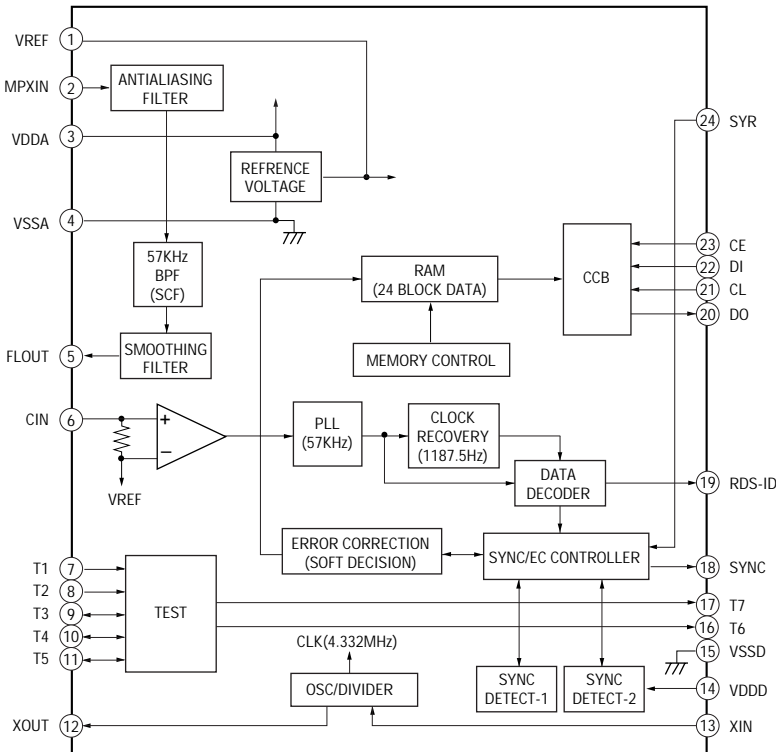 VREF 1
MPXIN 2
ANTIALIASING
FILTER
VDDA 3
REFRENCE
VOLTAGE
VSSA 4
57KHz
BPF
(SCF)
FLOUT 5
SMOOTHING
FILTER
RAM
(24 BLOCK DATA)
MEMORY CONTROL
CCB
24 SYR
23 CE
22 DI
21 CL
20 DO
CIN 6
+
−
VREF
PLL
(57KHz)
CLOCK
RECOVERY
(1187.5Hz)
DATA
DECODER
19 RDS-ID
ERROR CORRECTION
(SOFT DECISION)
SYNC/EC CONTROLLER
18 SYNC
T1 7
T2 8
T3 9
T4 10
T5 11
TEST
17 T7
16 T6
15 VSSD
CLK(4.332MHz)
OSC/DIVIDER
SYNC
DETECT-1
SYNC
DETECT-2
14 VDDD
XOUT 12
13 XIN